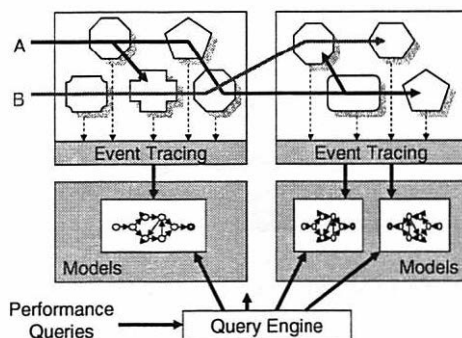 A
B
Event Tracing
Event Tracing
Models
Models
Performance
Queries
Query Engine